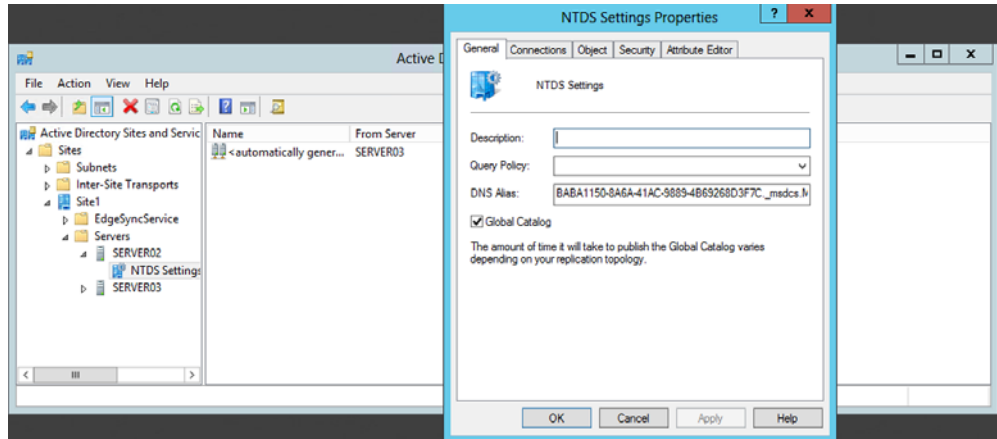 NTDS Settings Properties
? x
Active D
File Action View Help
Name From Server
Active Directory Sites and Servic
Sites
Subnets
Inter-Site Transports
Site1
EdgeSyncService
Servers
SERVER02
NTDS Settings
SERVER03
<automatically gener... SERVER03
General Connections Object Security Attribute Editor
NTDS Settings
Description:
Query Policy:
DNS Alias: BABA1150-8A6A-41AC-9889-4B69268D3F7C._msdcs.M
Global Catalog
The amount of time it will take to publish the Global Catalog varies
depending on your replication topology.
OK Cancel Apply Help